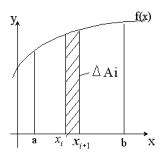 y
f(x)
ΔAi
a xᵢ xᵢ₊₁ b x